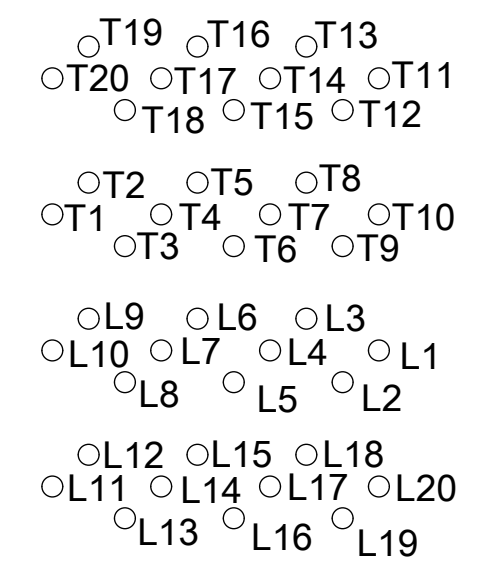 T19 T16 T13
T20 T17 T14 T11
T18 T15 T12
T2 T5 T8
T1 T4 T7 T10
T3 T6 T9
L9 L6 L3
L10 L7 L4 L1
L8 L5 L2
L12 L15 L18
L11 L14 L17 L20
L13 L16 L19